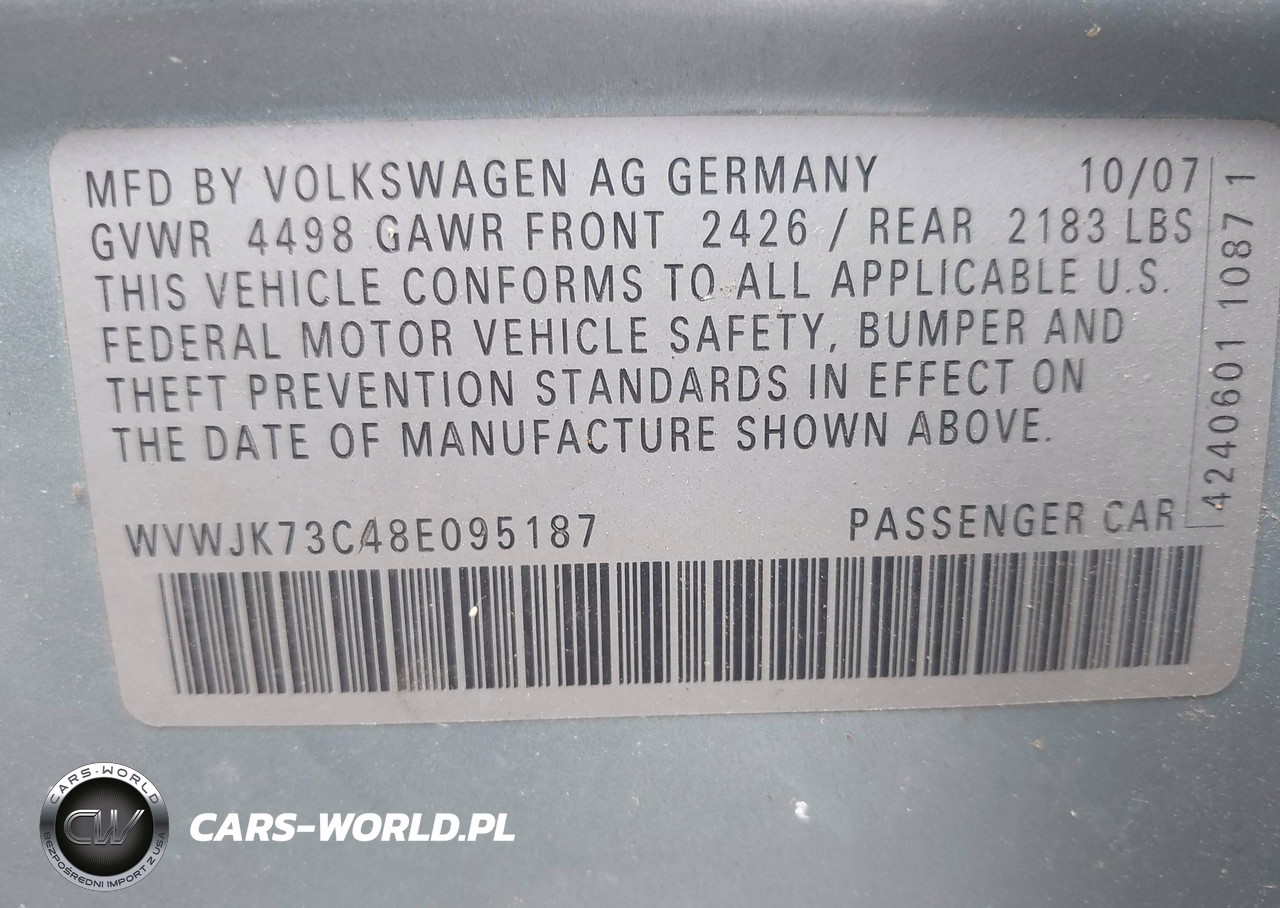 MFD BY VOLKSWAGEN AG GERMANY 10/07
GVWR 4498 GAWR FRONT 2426 / REAR 2183 LBS
THIS VEHICLE CONFORMS TO ALL APPLICABLE U.S.
FEDERAL MOTOR VEHICLE SAFETY, BUMPER AND
THEFT PREVENTION STANDARDS IN EFFECT ON
THE DATE OF MANUFACTURE SHOWN ABOVE.
WVWJK73C48E095187 PASSENGER CAR
4240601 1087 1
CARS-WORLD
CW
BEZPOŚREDNI IMPORT Z USA
CARS-WORLD.PL